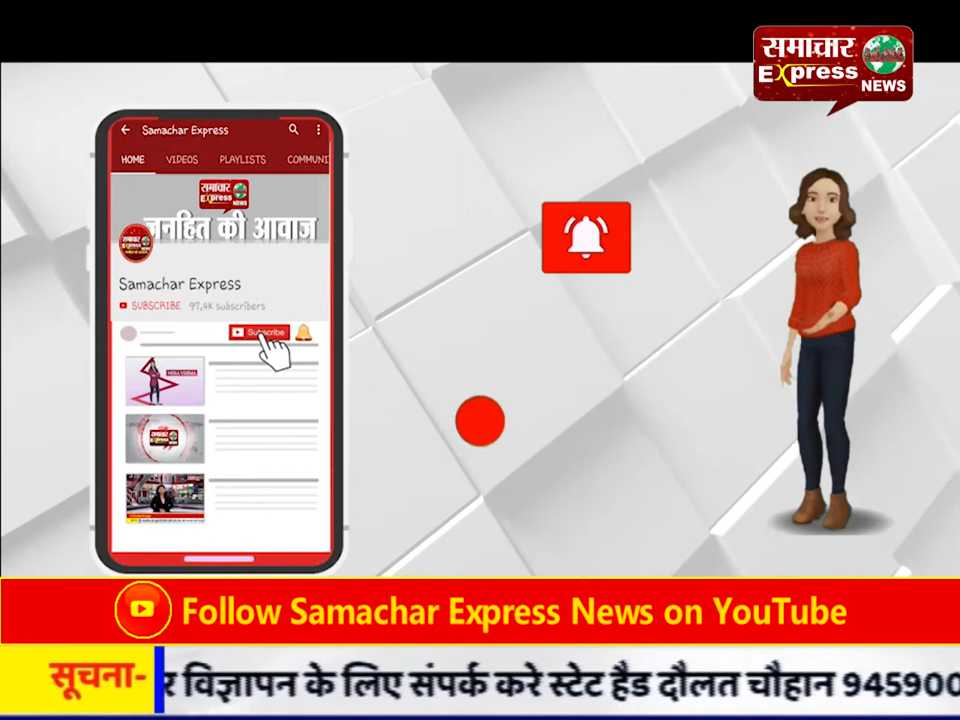 समाचार
Express
NEWS
Samachar Express
HOME VIDEOS PLAYLISTS COMMUNI
समाचार
Express
NEWS
जनहित की आवाज
Samachar Express
SUBSCRIBE 97.4K subscribers
Subscribe
Follow Samachar Express News on YouTube
सूचना- र विज्ञापन के लिए संपर्क करे स्टेट हैड दौलत चौहान 945900